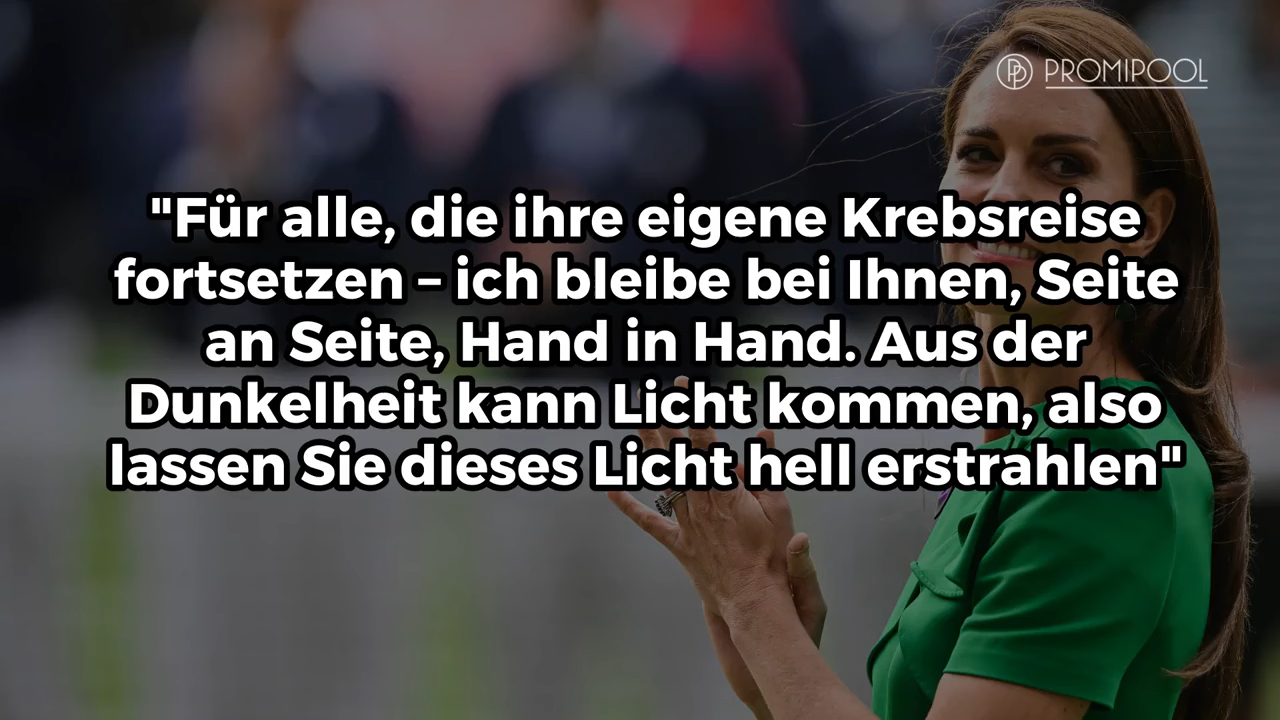 PROMIPOOL
"Für alle, die ihre eigene Krebsreise
fortsetzen – ich bleibe bei Ihnen, Seite
an Seite, Hand in Hand. Aus der
Dunkelheit kann Licht kommen, also
lassen Sie dieses Licht hell erstrahlen"